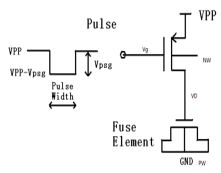 Pulse
VPP
VPP
VPP-Vpsg
Vpsg
Pulse
Width
Vg
NW
VD
Fuse
Element
GND
PW